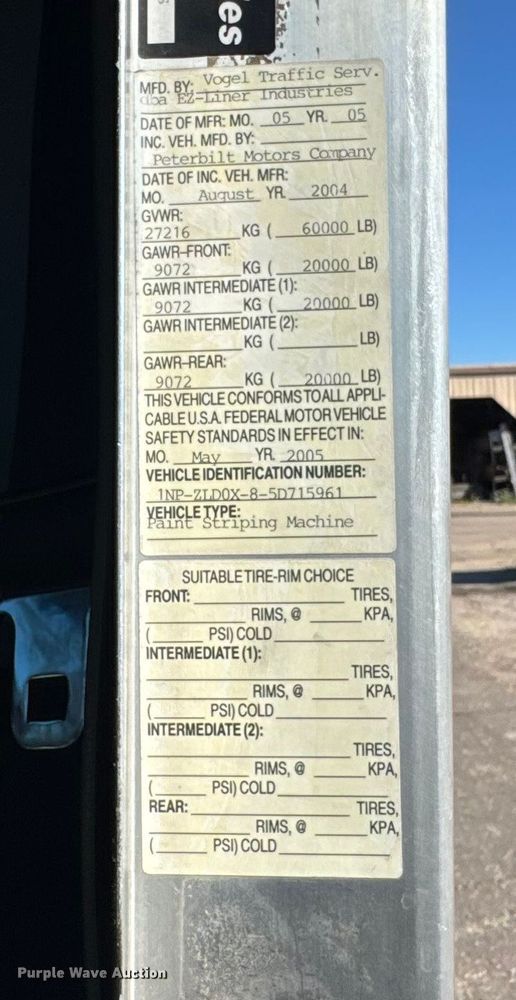 es
MFD. BY: Vogel Traffic Serv.
dba EZ-Liner Industries
DATE OF MFR: MO. 05 YR. 05
INC. VEH. MFD. BY:
Peterbilt Motors Company
DATE OF INC. VEH. MFR:
MO. August YR. 2004
GVWR:
27216 KG ( 60000 LB)
GAWR-FRONT:
9072 KG ( 20000 LB)
GAWR INTERMEDIATE (1):
9072 KG ( 20000 LB)
GAWR INTERMEDIATE (2):
KG ( LB)
GAWR-REAR:
9072 KG ( 20000 LB)
THIS VEHICLE CONFORMS TO ALL APPLI-
CABLE U.S.A. FEDERAL MOTOR VEHICLE
SAFETY STANDARDS IN EFFECT IN:
MO. May YR. 2005
VEHICLE IDENTIFICATION NUMBER:
1NP-ZLD0X-8-5D715961
VEHICLE TYPE:
Paint Striping Machine
SUITABLE TIRE-RIM CHOICE
FRONT: TIRES,
RIMS, @ KPA,
( PSI) COLD
INTERMEDIATE (1):
TIRES,
RIMS, @ KPA,
( PSI) COLD
INTERMEDIATE (2):
TIRES,
RIMS, @ KPA,
( PSI) COLD
REAR: TIRES,
RIMS, @ KPA,
( PSI) COLD
Purple Wave Auction